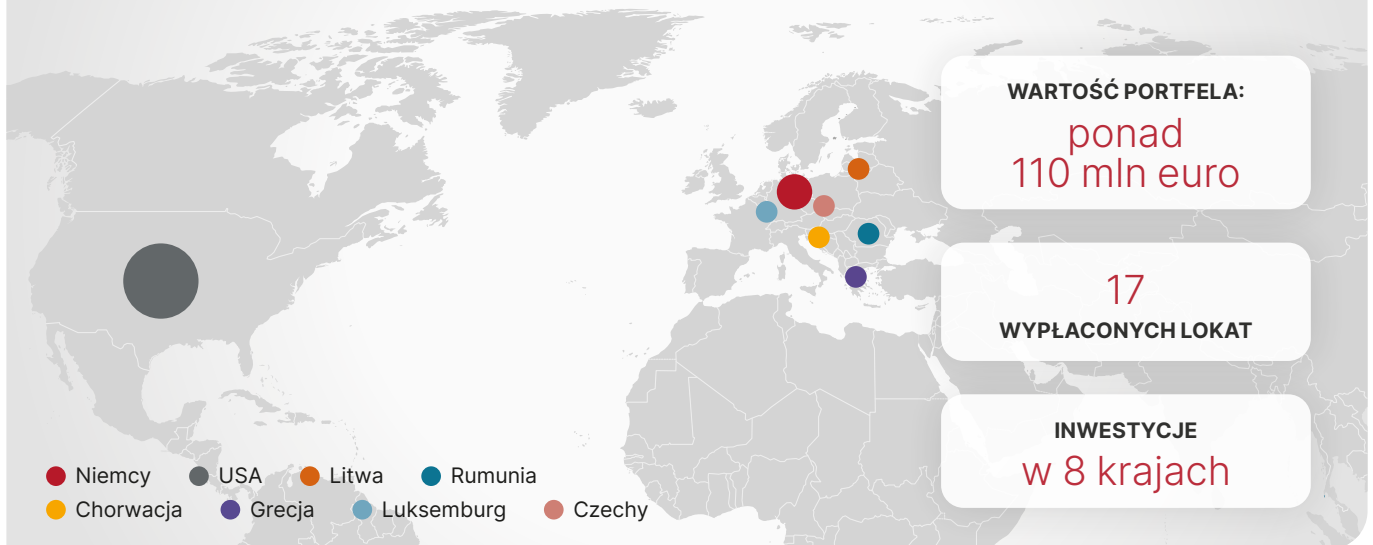 WARTOŚĆ PORTFELA:
ponad
110 mln euro
17
WYPŁACONYCH LOKAT
INWESTYCJE
w 8 krajach
Niemcy USA Litwa Rumunia
Chorwacja Grecja Luksemburg Czechy